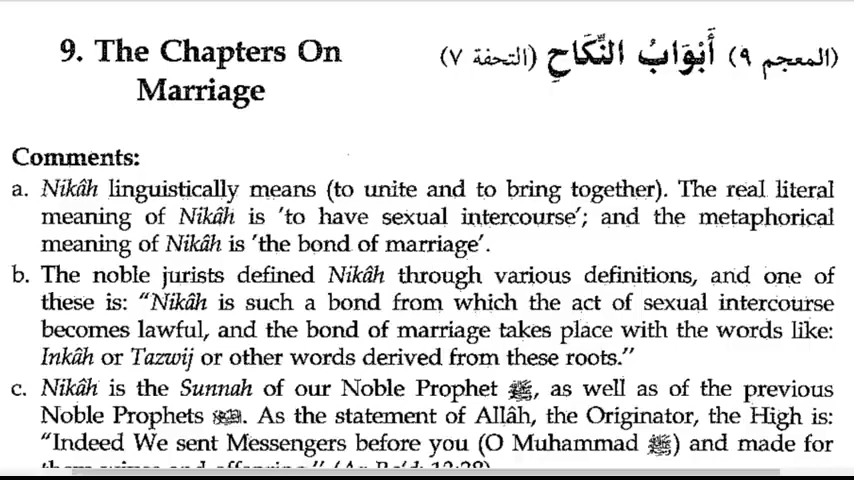 9. The Chapters On
Marriage
(المعجم ٩) أَبْوَابُ النِّكَاحِ (التحفة ٧)
Comments:
a. Nikâh linguistically means (to unite and to bring together). The real literal
meaning of Nikâh is 'to have sexual intercourse'; and the metaphorical
meaning of Nikâh is 'the bond of marriage'.
b. The noble jurists defined Nikâh through various definitions, and one of
these is: "Nikâh is such a bond from which the act of sexual intercourse
becomes lawful, and the bond of marriage takes place with the words like:
Inkâh or Tazwij or other words derived from these roots."
c. Nikâh is the Sunnah of our Noble Prophet ﷺ, as well as of the previous
Noble Prophets. As the statement of Allâh, the Originator, the High is:
"Indeed We sent Messengers before you (O Muhammad ﷺ) and made for